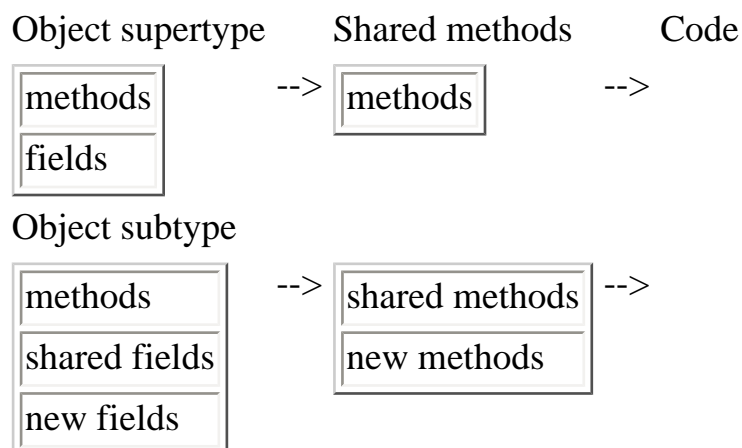 Object supertype Shared methods Code
methods --> methods -->
fields
Object subtype
methods --> shared methods -->
shared fields new methods
new fields